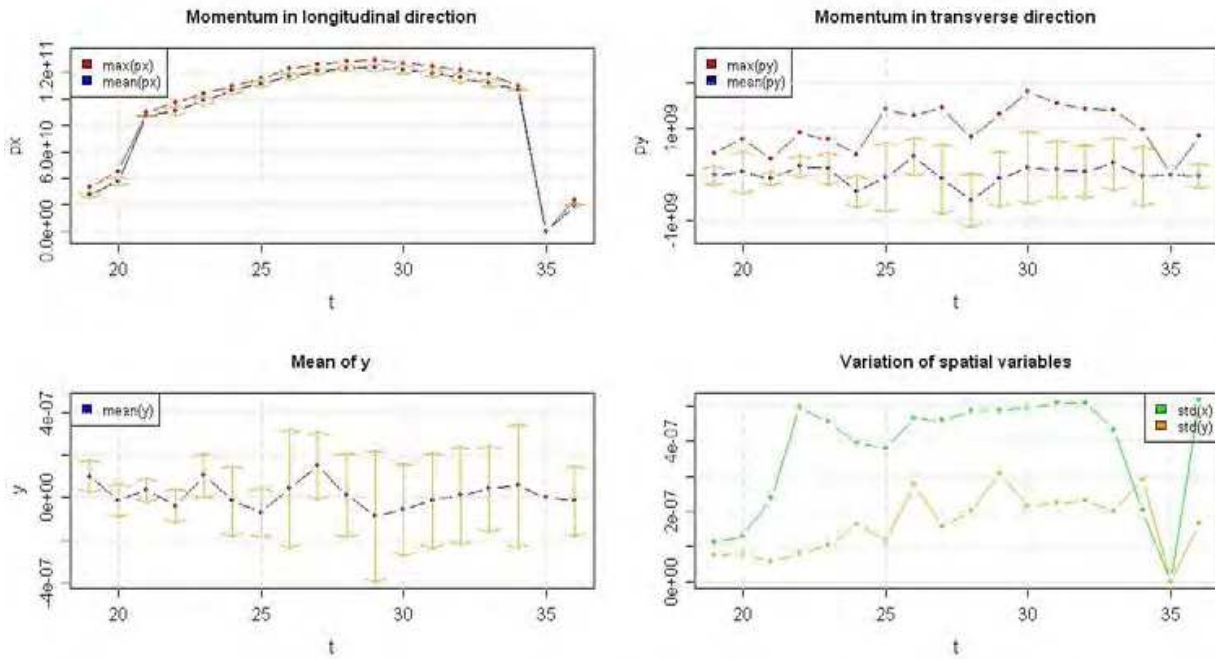 Momentum in longitudinal direction
max(px)
mean(px)
px
0.0e+00
6.0e+10
1.2e+11
20
25
30
35
t
Momentum in transverse direction
max(py)
mean(py)
py
-1e+09
1e+09
20
25
30
35
t
Mean of y
mean(y)
y
-4e-07
0e+00
4e-07
20
25
30
35
t
Variation of spatial variables
std(x)
std(y)
0e+00
2e-07
4e-07
20
25
30
35
t